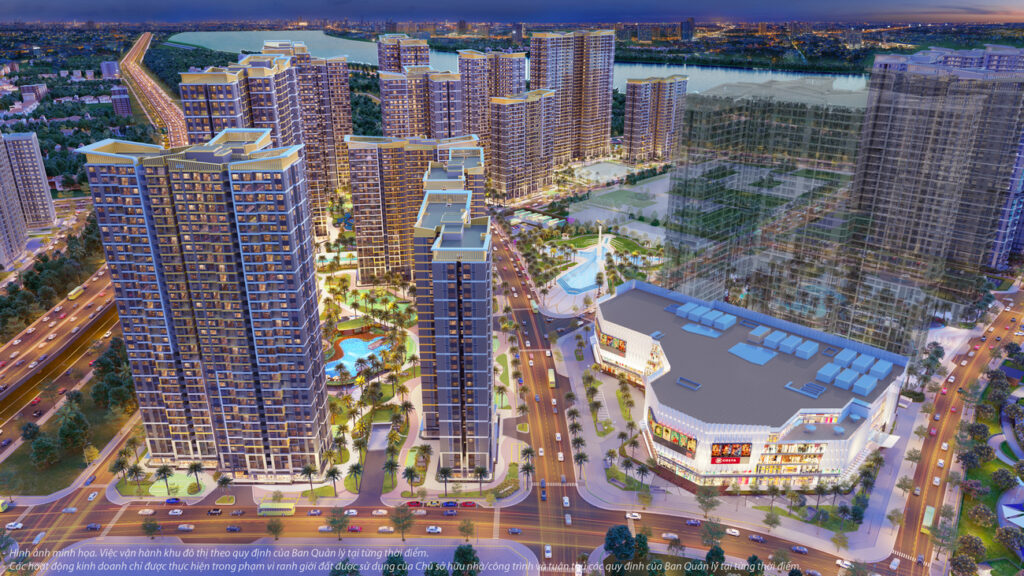 Hình ảnh minh họa. Việc vận hành khu đô thị theo quy định của Ban Quản lý tại từng thời điểm.
Các hoạt động kinh doanh chỉ được thực hiện trong phạm vi ranh giới đất được sử dụng của Chủ sở hữu nhà/công trình và tuân thủ các quy định của Ban Quản lý tại từng thời điểm.